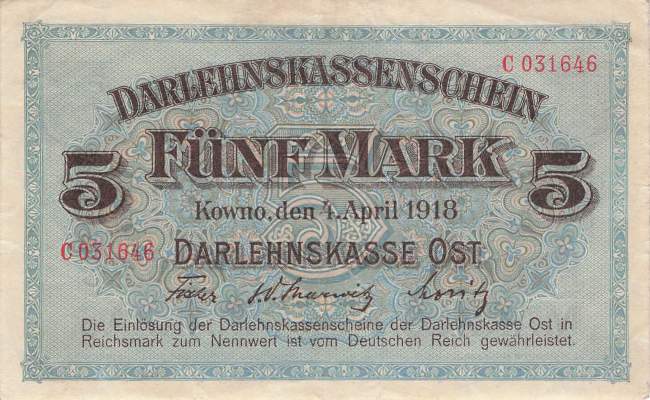 C 031646
DARLEHNSKASSENSCHEIN
5 FÜNF MARK 5
Kowno, den 4. April 1918
C 031646 DARLEHNSKASSE OST
Die Einlösung der Darlehnskassenscheine der Darlehnskasse Ost in
Reichsmark zum Nennwert ist vom Deutschen Reich gewährleistet.